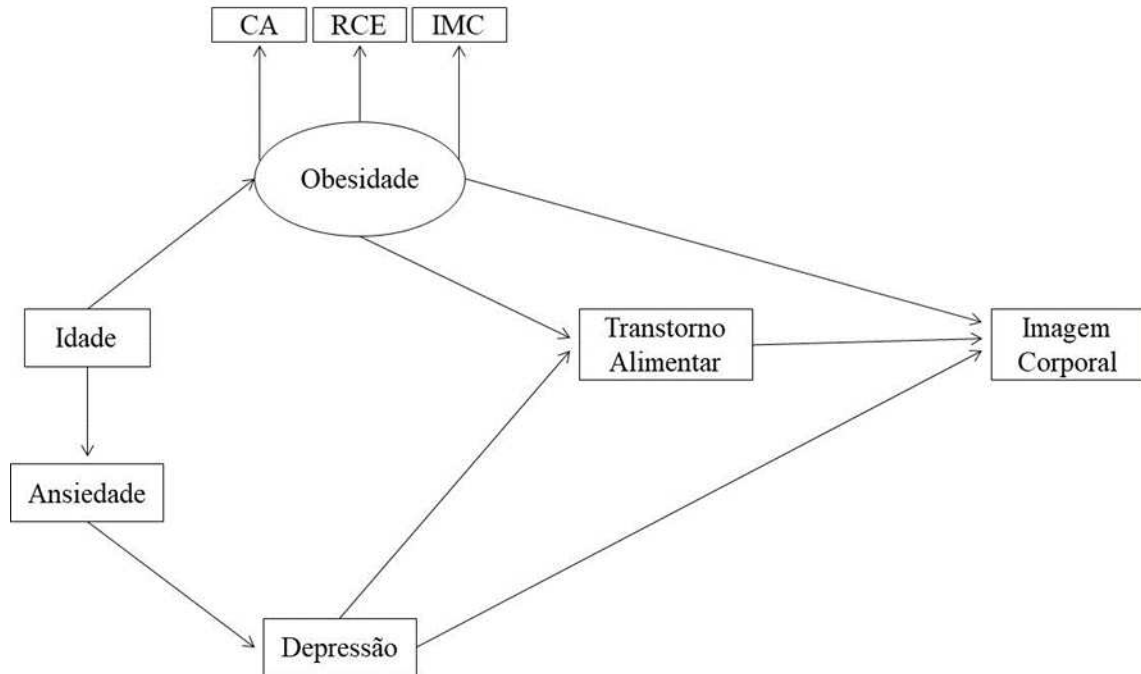 CA
RCE
IMC
Obesidade
Idade
Transtorno
Alimentar
Imagem
Corporal
Ansiedade
Depressão